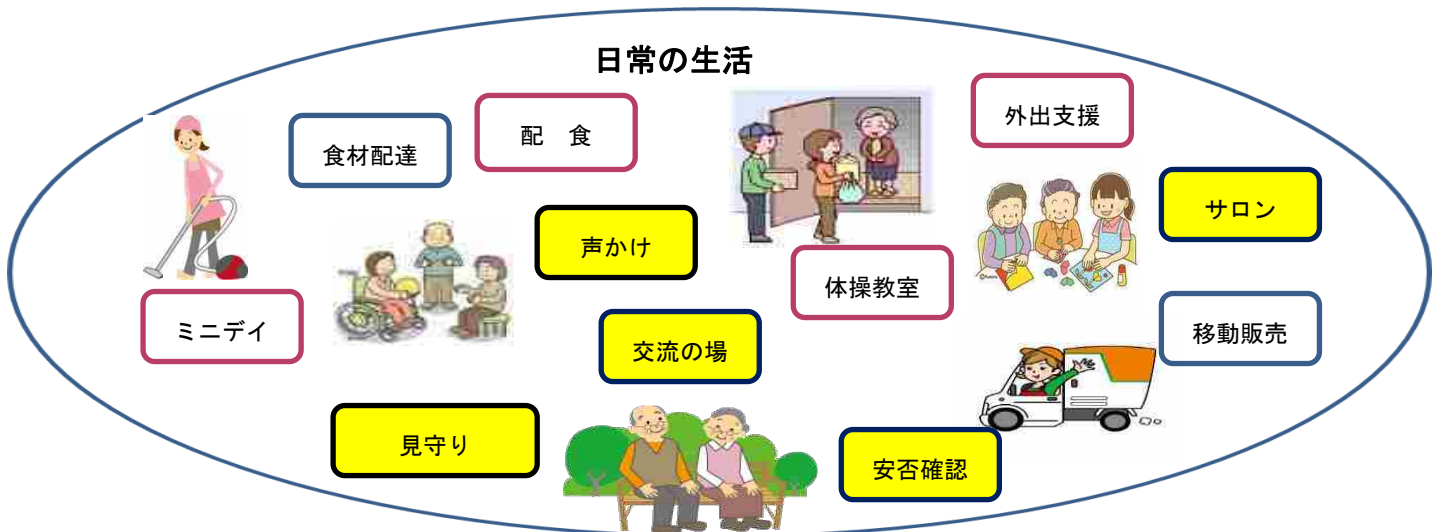 日常の生活
配　食
外出支援
食材配達
サロン
声かけ
体操教室
ミニデイ
移動販売
交流の場
見守り
安否確認